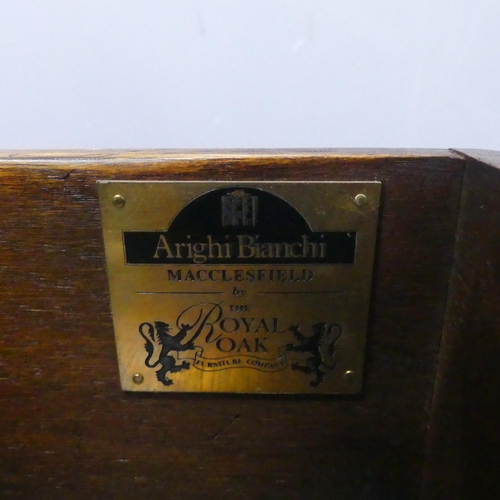 Arighi Bianchi
MACCLESFIELD
by
THE
ROYAL
OAK
FURNITURE COMPANY